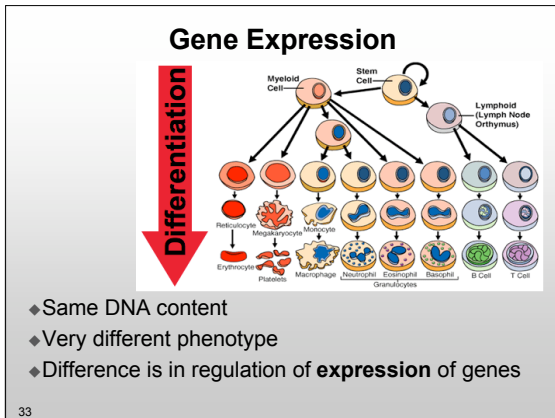 Gene Expression
Differentiation
Myeloid
Cell
Stem
Cell
Lymphoid
(Lymph Node
Orthymus)
Reticulocyte
Megakaryocyte
Monocyte
Erythrocyte
Platelets
Macrophage
Neutrophil
Eosinophil
Basophil
B Cell
T Cell
Granulocytes
◆Same DNA content
◆Very different phenotype
◆Difference is in regulation of expression of genes
33